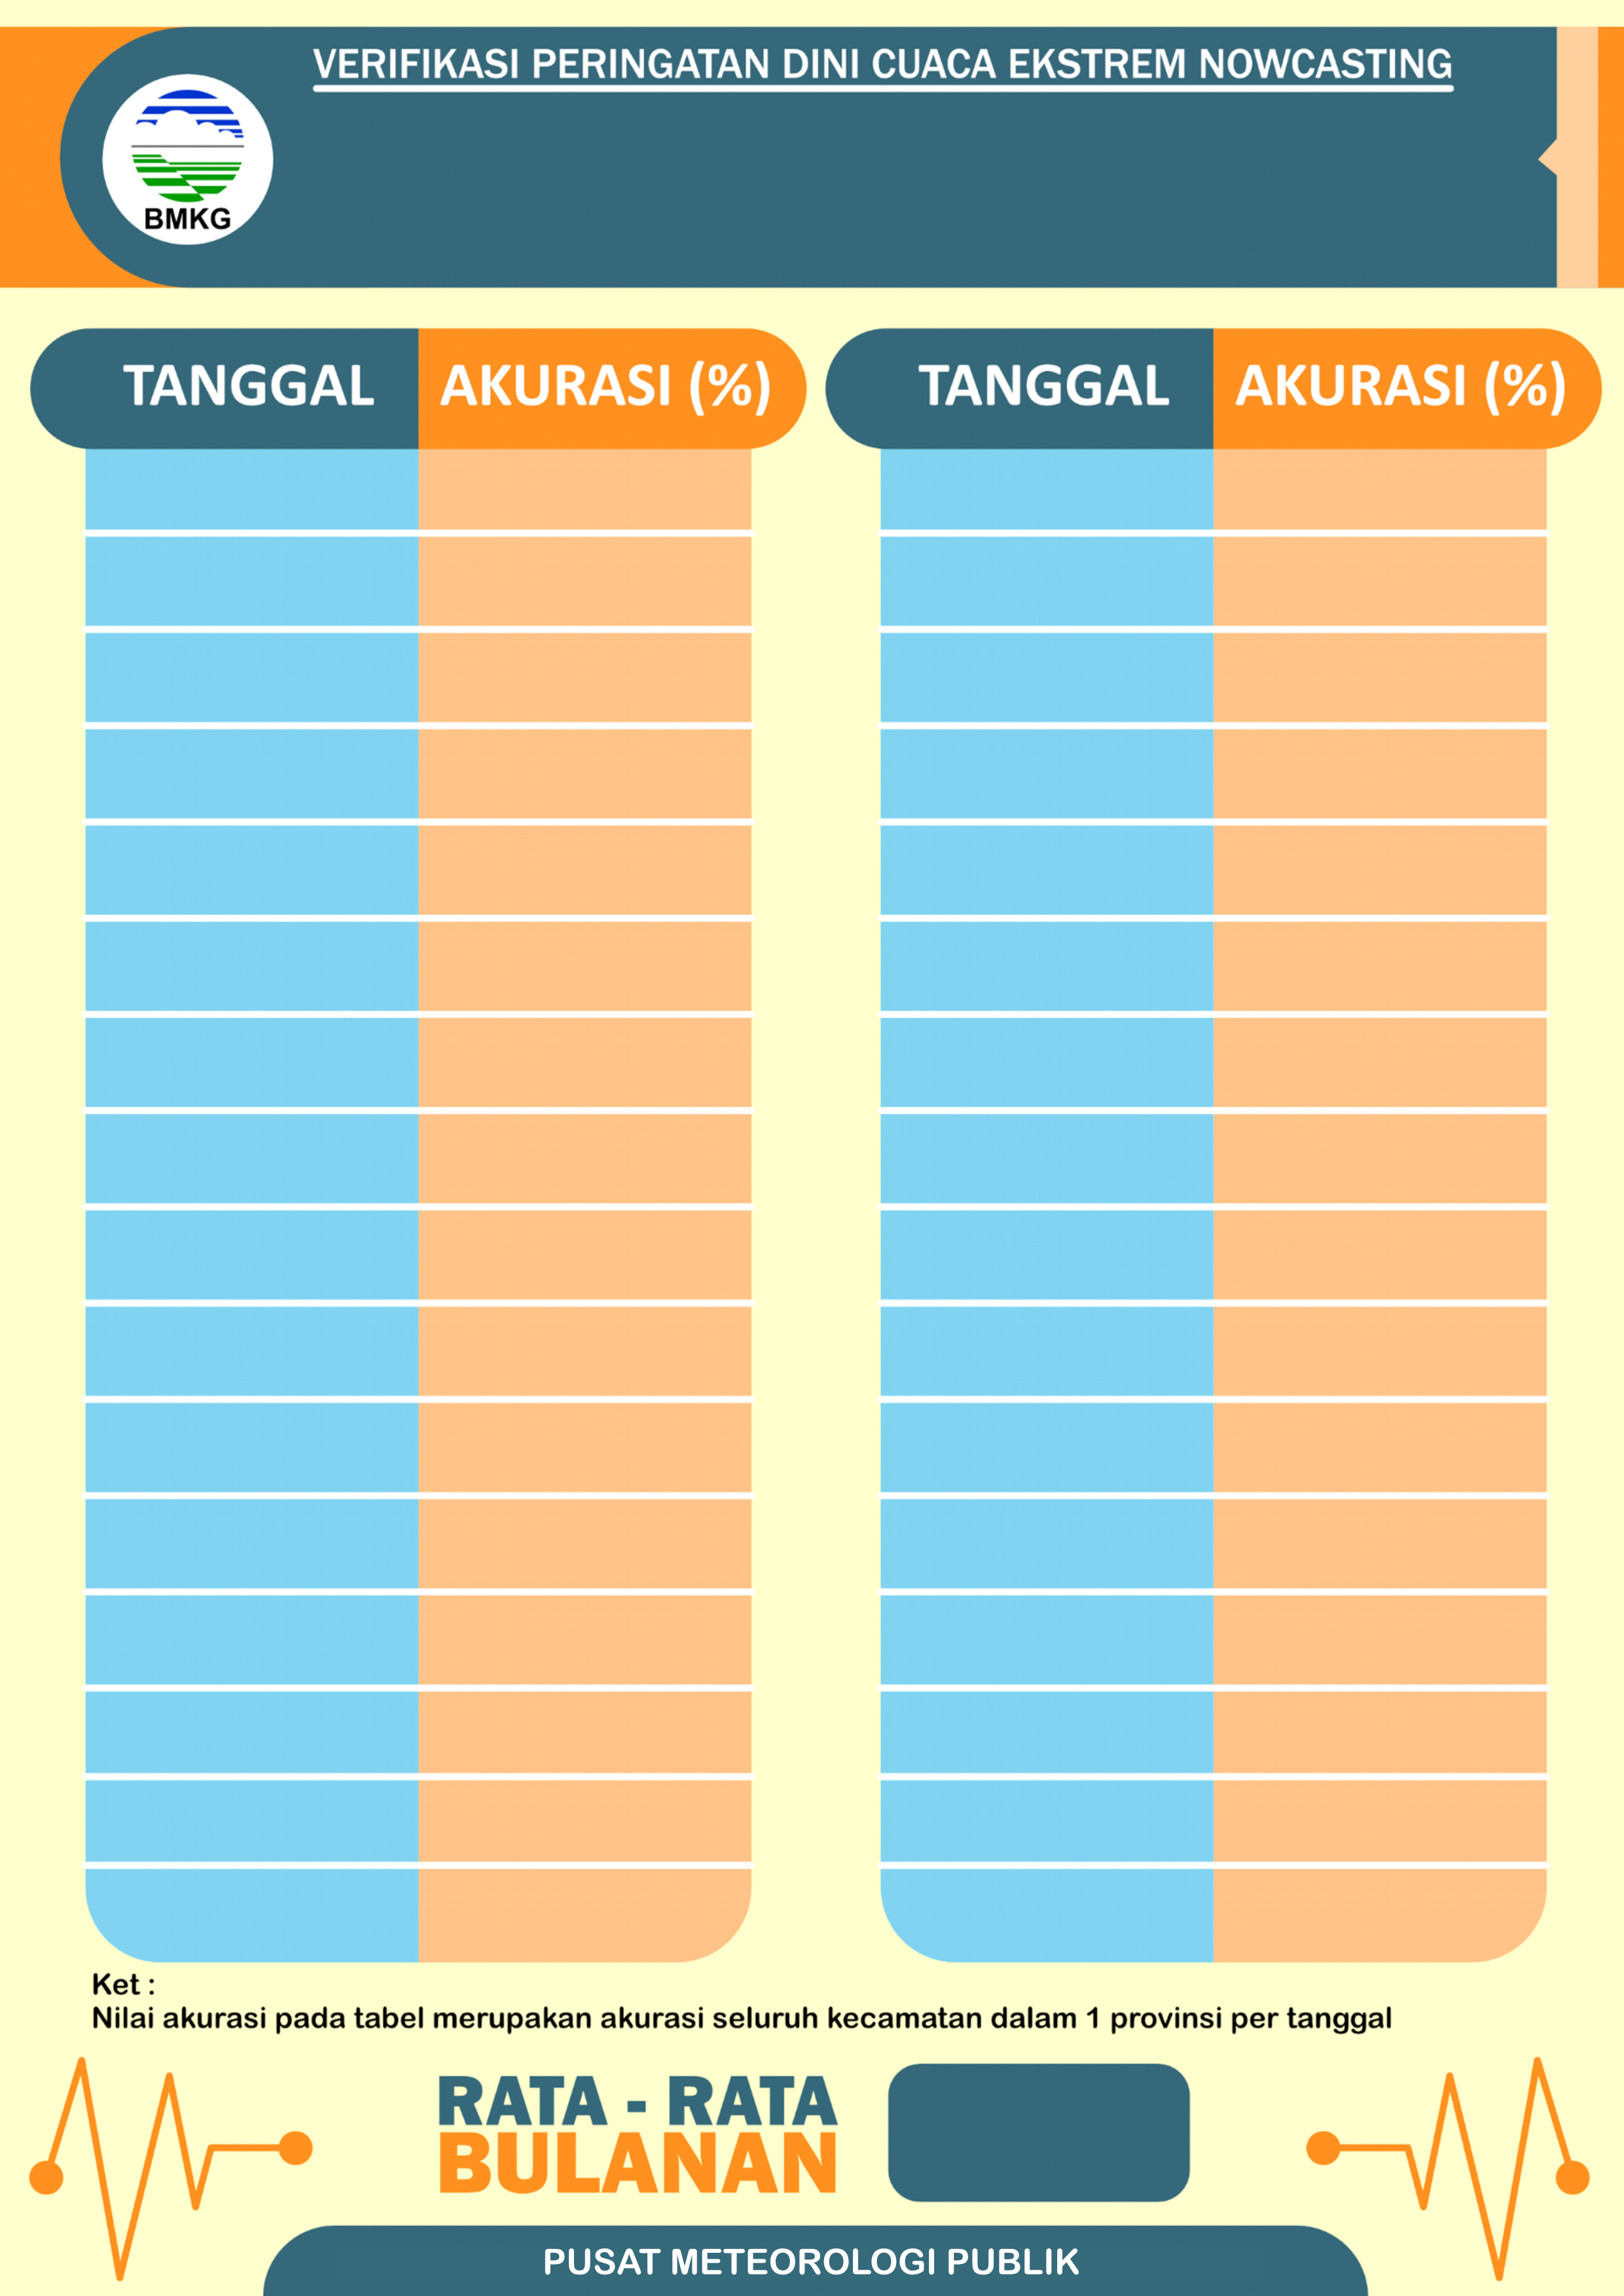 VERIFIKASI PERINGATAN DINI CUACA EKSTREM NOWCASTING
BMKG
TANGGAL AKURASI (%) TANGGAL AKURASI (%)
Ket :
Nilai akurasi pada tabel merupakan akurasi seluruh kecamatan dalam 1 provinsi per tanggal
RATA - RATA
BULANAN
PUSAT METEOROLOGI PUBLIK